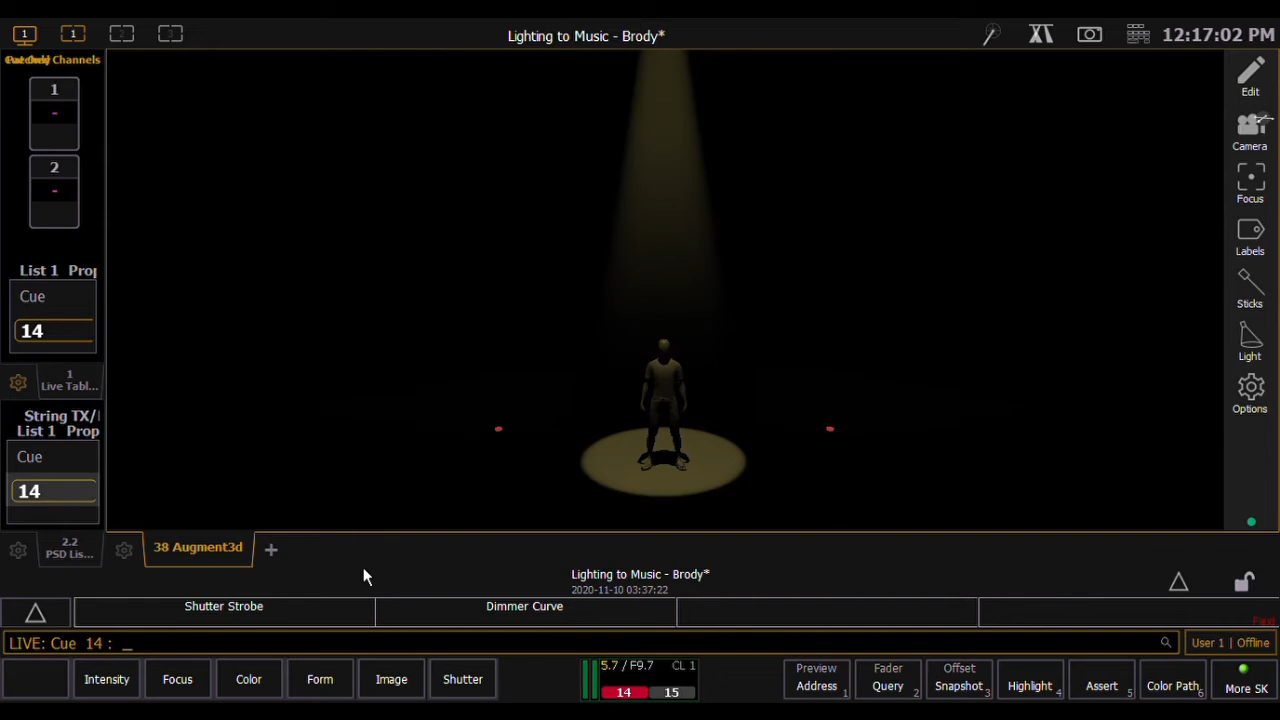 1
1
2
3
Lighting to Music - Brody*
12:17:02 PM
Channels
1
-
2
-
List 1 Prop
Cue
14
1
Live Tabl...
String TX/
List 1 Prop
Cue
14
2.2
PSD Lis...
38 Augment3d
+
Edit
Camera
Focus
Labels
Sticks
Light
Options
Lighting to Music - Brody*
2020-11-10 03:37:22
Shutter Strobe
Dimmer Curve
LIVE: Cue 14 : _
User 1 | Offline
Intensity
Focus
Color
Form
Image
Shutter
5.7 / F9.7 CL 1
14
15
Preview
Address 1
Fader
Query 2
Offset
Snapshot 3
Highlight 4
Assert 5
Color Path 6
More SK